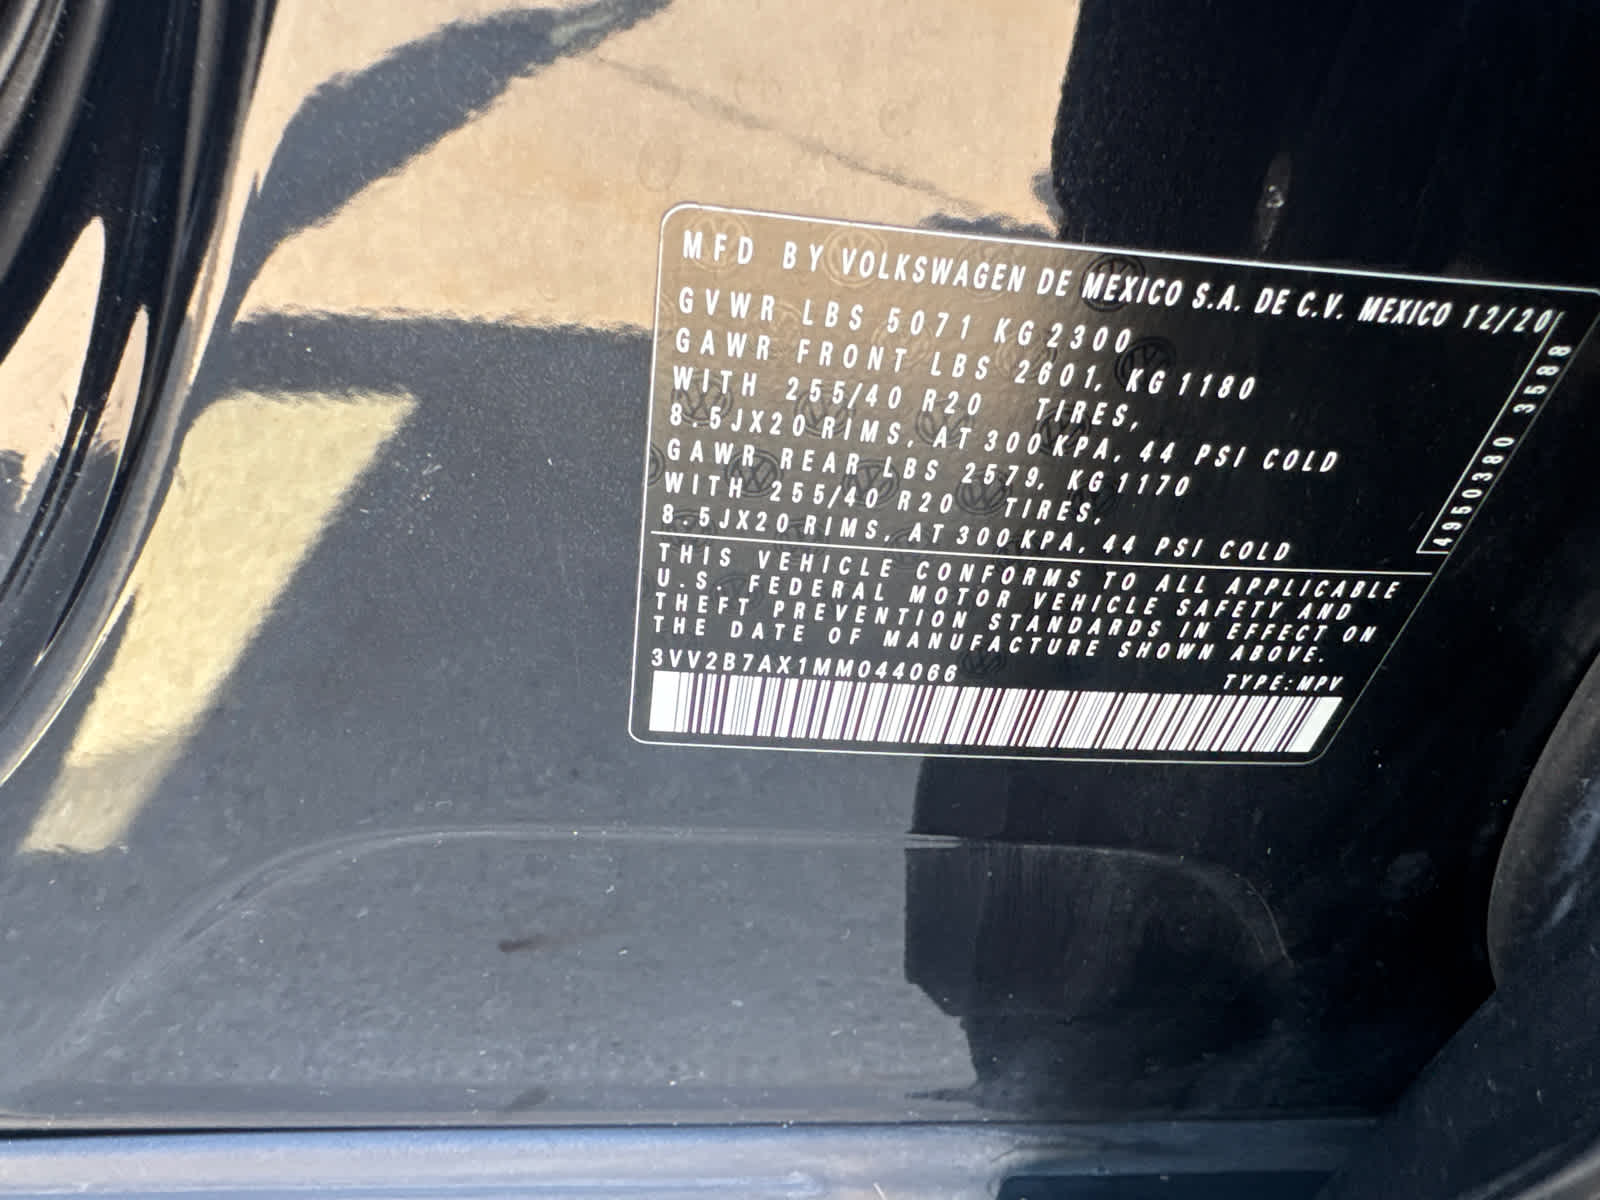 MFD BY VOLKSWAGEN DE MEXICO S.A. DE C.V. MEXICO 12/20
GVWR LBS 5071 KG 2300
GAWR FRONT LBS 2601, KG 1180
WITH 255/40 R20 TIRES,
8.5JX20 RIMS, AT 300 KPA, 44 PSI COLD
GAWR REAR LBS 2579, KG 1170
WITH 255/40 R20 TIRES,
8.5JX20 RIMS, AT 300 KPA, 44 PSI COLD
THIS VEHICLE CONFORMS TO ALL APPLICABLE
U.S. FEDERAL MOTOR VEHICLE SAFETY AND
THEFT PREVENTION STANDARDS IN EFFECT ON
THE DATE OF MANUFACTURE SHOWN ABOVE.
3VV2B7AX1MM044066 TYPE:MPV
4950380 3588